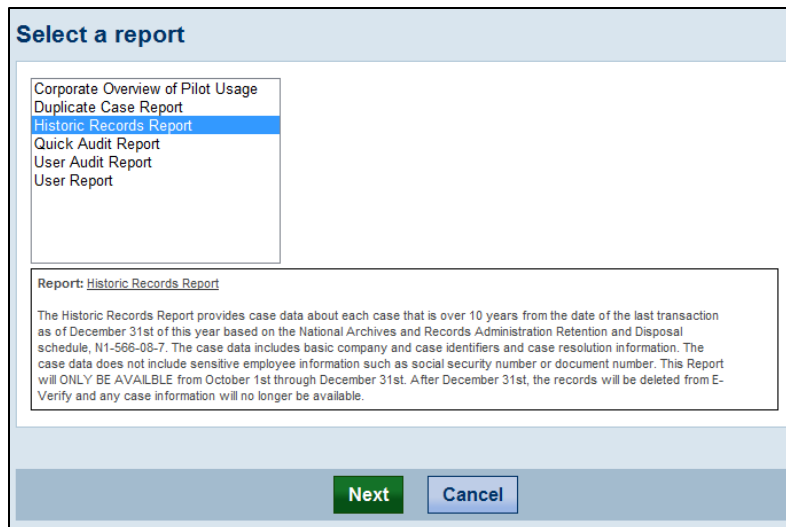 Select a report
Corporate Overview of Pilot Usage
Duplicate Case Report
Historic Records Report
Quick Audit Report
User Audit Report
User Report
Report: Historic Records Report
The Historic Records Report provides case data about each case that is over 10 years from the date of the last transaction
as of December 31st of this year based on the National Archives and Records Administration Retention and Disposal
schedule, N1-566-08-7. The case data includes basic company and case identifiers and case resolution information. The
case data does not include sensitive employee information such as social security number or document number. This Report
will ONLY BE AVAILBLE from October 1st through December 31st. After December 31st, the records will be deleted from E-
Verify and any case information will no longer be available.
Next
Cancel